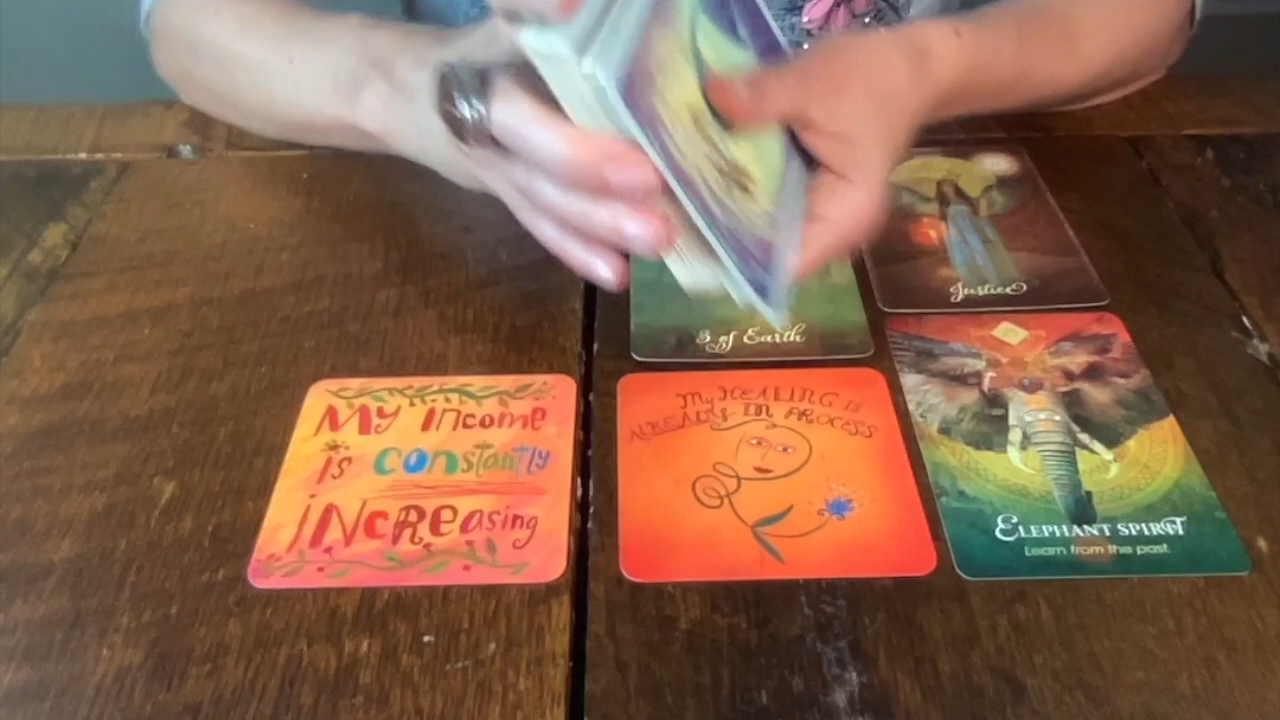 Justice
3 of Earth
MY INCOME
is constantly
INCREasing
My HEALING is
ALREADY IN PROCESS
ELEPHANT SPIRIT
Learn from the past.